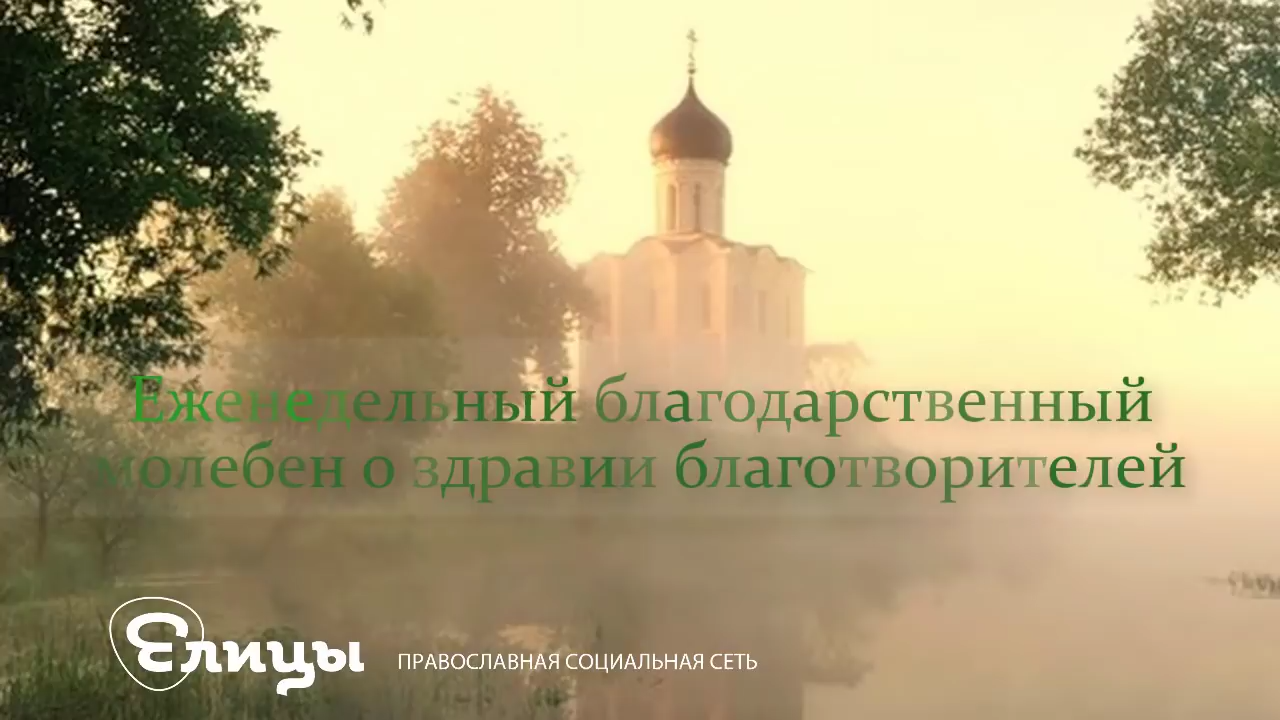 Еженедельный благодарственный
молебен о здравии благотворителей
Елицы
ПРАВОСЛАВНАЯ СОЦИАЛЬНАЯ СЕТЬ